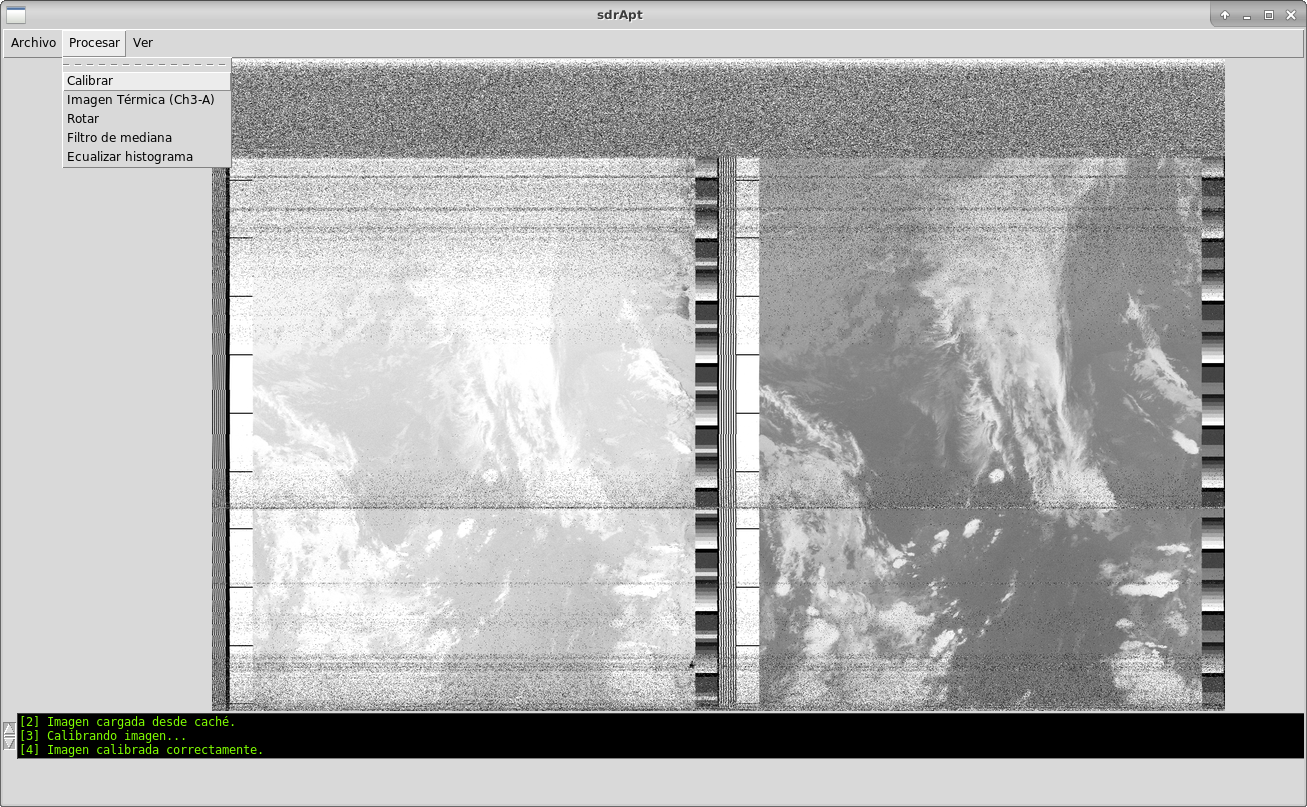 sdrApt
Archivo Procesar Ver
Calibrar
Imagen Térmica (Ch3-A)
Rotar
Filtro de mediana
Ecualizar histograma
[2] Imagen cargada desde caché.
[3] Calibrando imagen...
[4] Imagen calibrada correctamente.